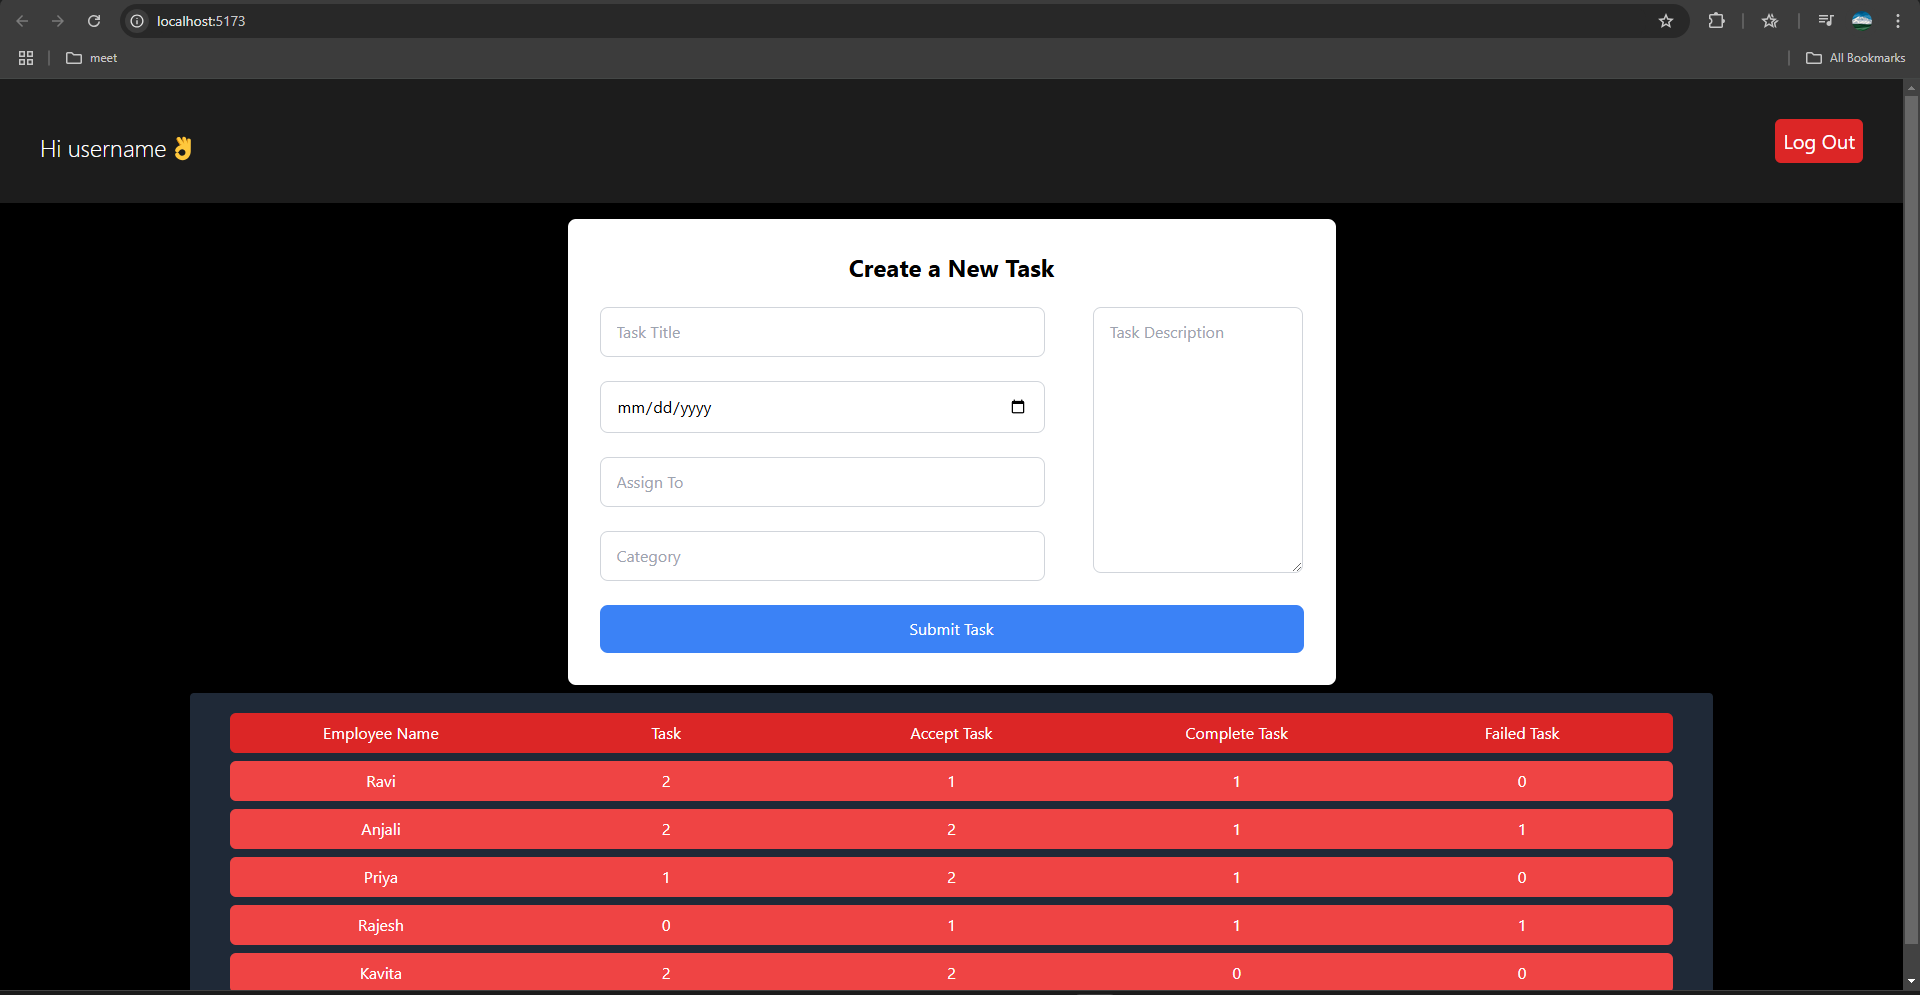 localhost:5173
meet
All Bookmarks
Hi username 👌
Log Out
Create a New Task
Task Title
Task Description
mm/dd/yyyy
Assign To
Category
Submit Task
Employee Name Task Accept Task Complete Task Failed Task
Ravi 2 1 1 0
Anjali 2 2 1 1
Priya 1 2 1 0
Rajesh 0 1 1 1
Kavita 2 2 0 0